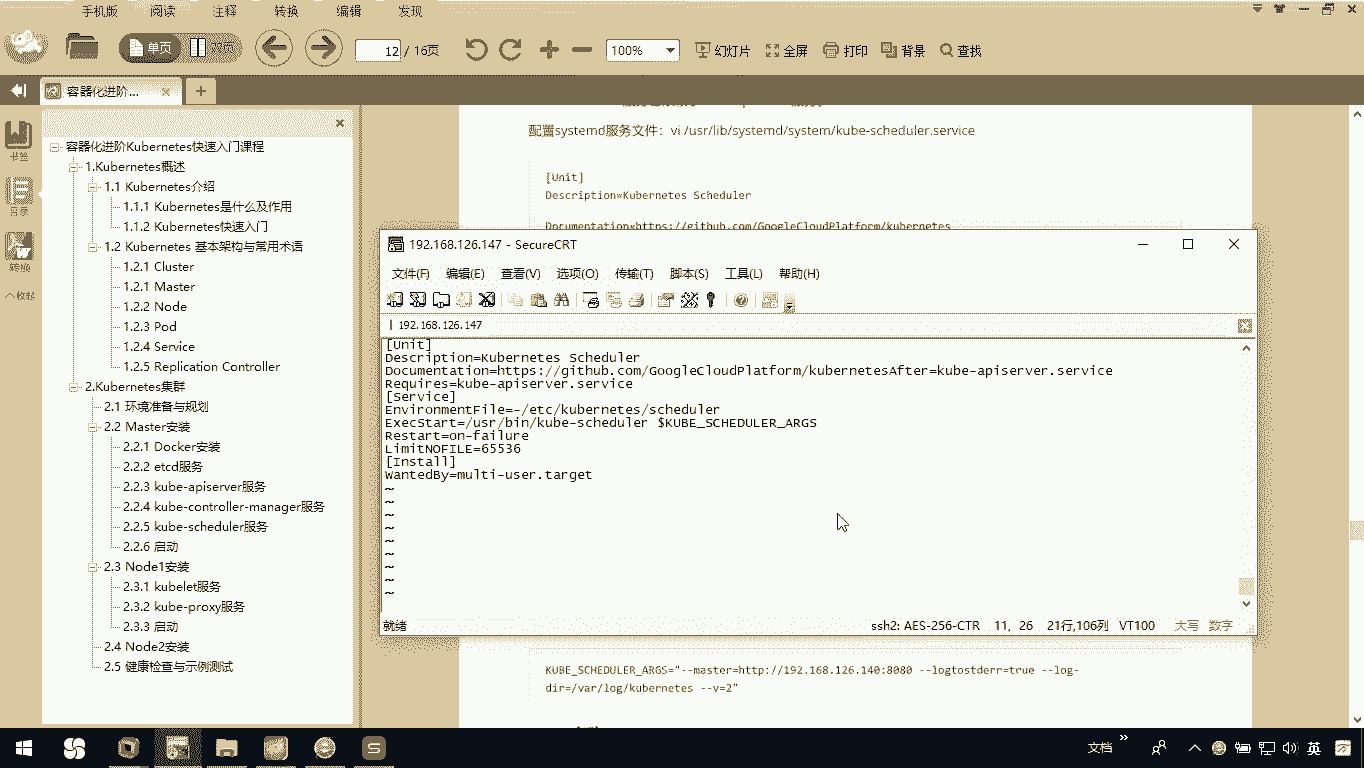 手机版 阅读 注释 转换 编辑 发现
单页 双页 12 / 16页 100% 幻灯片 全屏 打印 背景 查找
容器化进阶...
书签
目录
转换
收起
容器化进阶Kubernetes快速入门课程
1.Kubernetes概述
1.1 Kubernetes介绍
1.1.1 Kubernetes是什么及作用
1.1.2 Kubernetes快速入门
1.2 Kubernetes 基本架构与常用术语
1.2.1 Cluster
1.2.1 Master
1.2.2 Node
1.2.3 Pod
1.2.4 Service
1.2.5 Replication Controller
2.Kubernetes集群
2.1 环境准备与规划
2.2 Master安装
2.2.1 Docker安装
2.2.2 etcd服务
2.2.3 kube-apiserver服务
2.2.4 kube-controller-manager服务
2.2.5 kube-scheduler服务
2.2.6 启动
2.3 Node1安装
2.3.1 kubelet服务
2.3.2 kube-proxy服务
2.3.3 启动
2.4 Node2安装
2.5 健康检查与示例测试
配置systemd服务文件：vi /usr/lib/systemd/system/kube-scheduler.service
[Unit]
Description=Kubernetes Scheduler
Documentation=https://github.com/GoogleCloudPlatform/kubernetes
192.168.126.147 - SecureCRT
文件(F) 编辑(E) 查看(V) 选项(O) 传输(T) 脚本(S) 工具(L) 帮助(H)
192.168.126.147
[Unit]
Description=Kubernetes Scheduler
Documentation=https://github.com/GoogleCloudPlatform/kubernetesAfter=kube-apiserver.service
Requires=kube-apiserver.service
[Service]
EnvironmentFile=-/etc/kubernetes/scheduler
ExecStart=/usr/bin/kube-scheduler $KUBE_SCHEDULER_ARGS
Restart=on-failure
LimitNOFILE=65536
[Install]
WantedBy=multi-user.target
~
~
~
~
~
~
~
~
~
就绪 ssh2: AES-256-CTR 11, 26 21行,106列 VT100 大写 数字
KUBE_SCHEDULER_ARGS="--master=http://192.168.126.140:8080 --logtostderr=true --log-
dir=/var/log/kubernetes --v=2"
文档 英